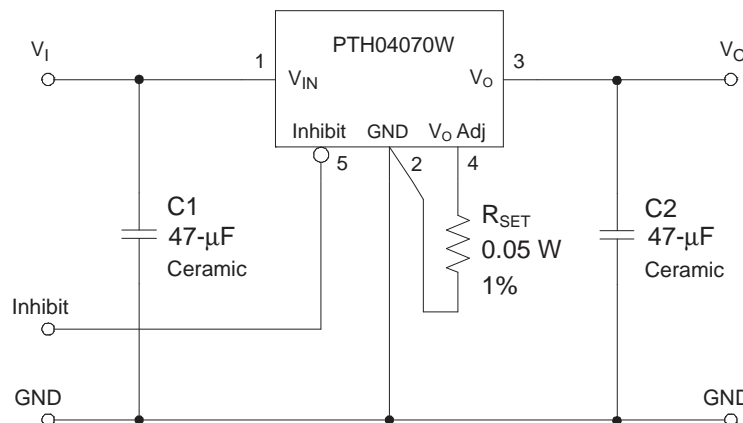 PTH04070W
V_I
1
V_IN
V_O
3
V_O
Inhibit
GND
V_O Adj
5
2
4
C1
47-μF
Ceramic
R_SET
0.05 W
1%
C2
47-μF
Ceramic
Inhibit
GND
GND